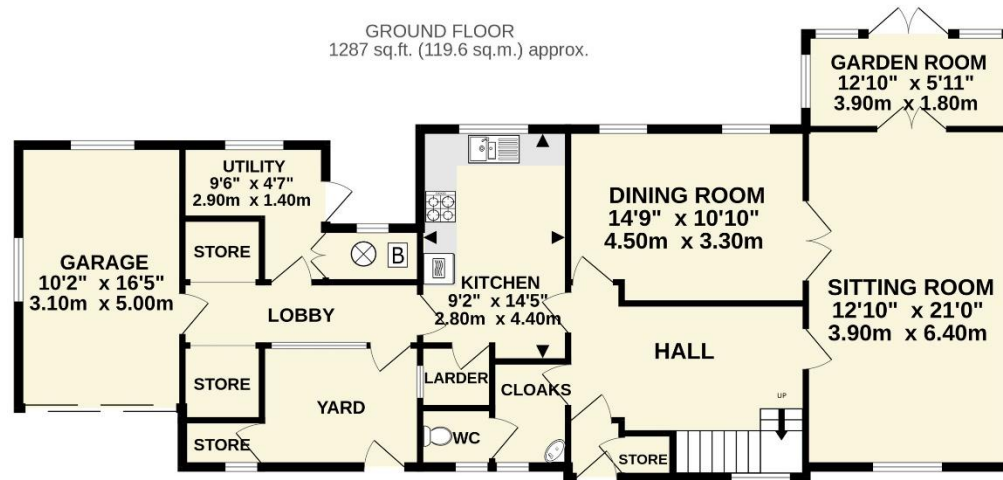 GROUND FLOOR
1287 sq.ft. (119.6 sq.m.) approx.
GARDEN ROOM
12'10" x 5'11"
3.90m x 1.80m
UTILITY
9'6" x 4'7"
2.90m x 1.40m
DINING ROOM
14'9" x 10'10"
4.50m x 3.30m
STORE
B
GARAGE
10'2" x 16'5"
3.10m x 5.00m
KITCHEN
9'2" x 14'5"
2.80m x 4.40m
SITTING ROOM
12'10" x 21'0"
3.90m x 6.40m
LOBBY
HALL
STORE
LARDER
CLOAKS
UP
YARD
STORE
WC
STORE